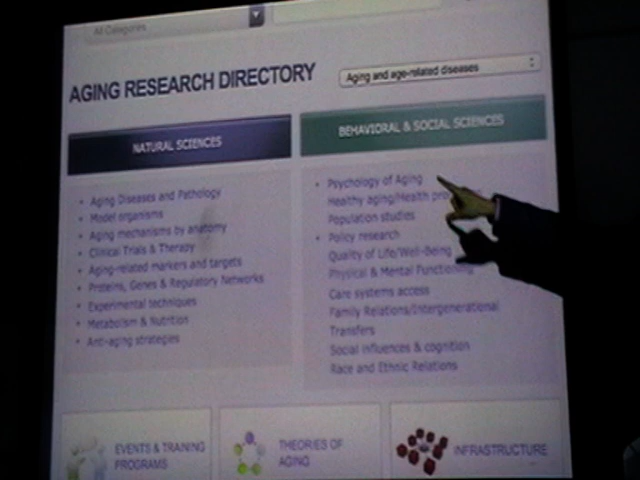 All Categories
AGING RESEARCH DIRECTORY
Aging and age-related diseases
NATURAL SCIENCES
BEHAVIORAL & SOCIAL SCIENCES
Aging Diseases and Pathology
Model organisms
Aging mechanisms by anatomy
Clinical Trials & Therapy
Aging-related markers and targets
Proteins, Genes & Regulatory Networks
Experimental techniques
Metabolism & Nutrition
Anti-aging strategies
Psychology of Aging
Healthy aging/Health
Population studies
Policy research
Quality of Life/Well-Being
Physical & Mental Functioning
Care systems access
Family Relations/Intergenerational
Transfers
Social influences & cognition
Race and Ethnic Relations
EVENTS & TRAINING
PROGRAMS
THEORIES OF
AGING
INFRASTRUCTURE